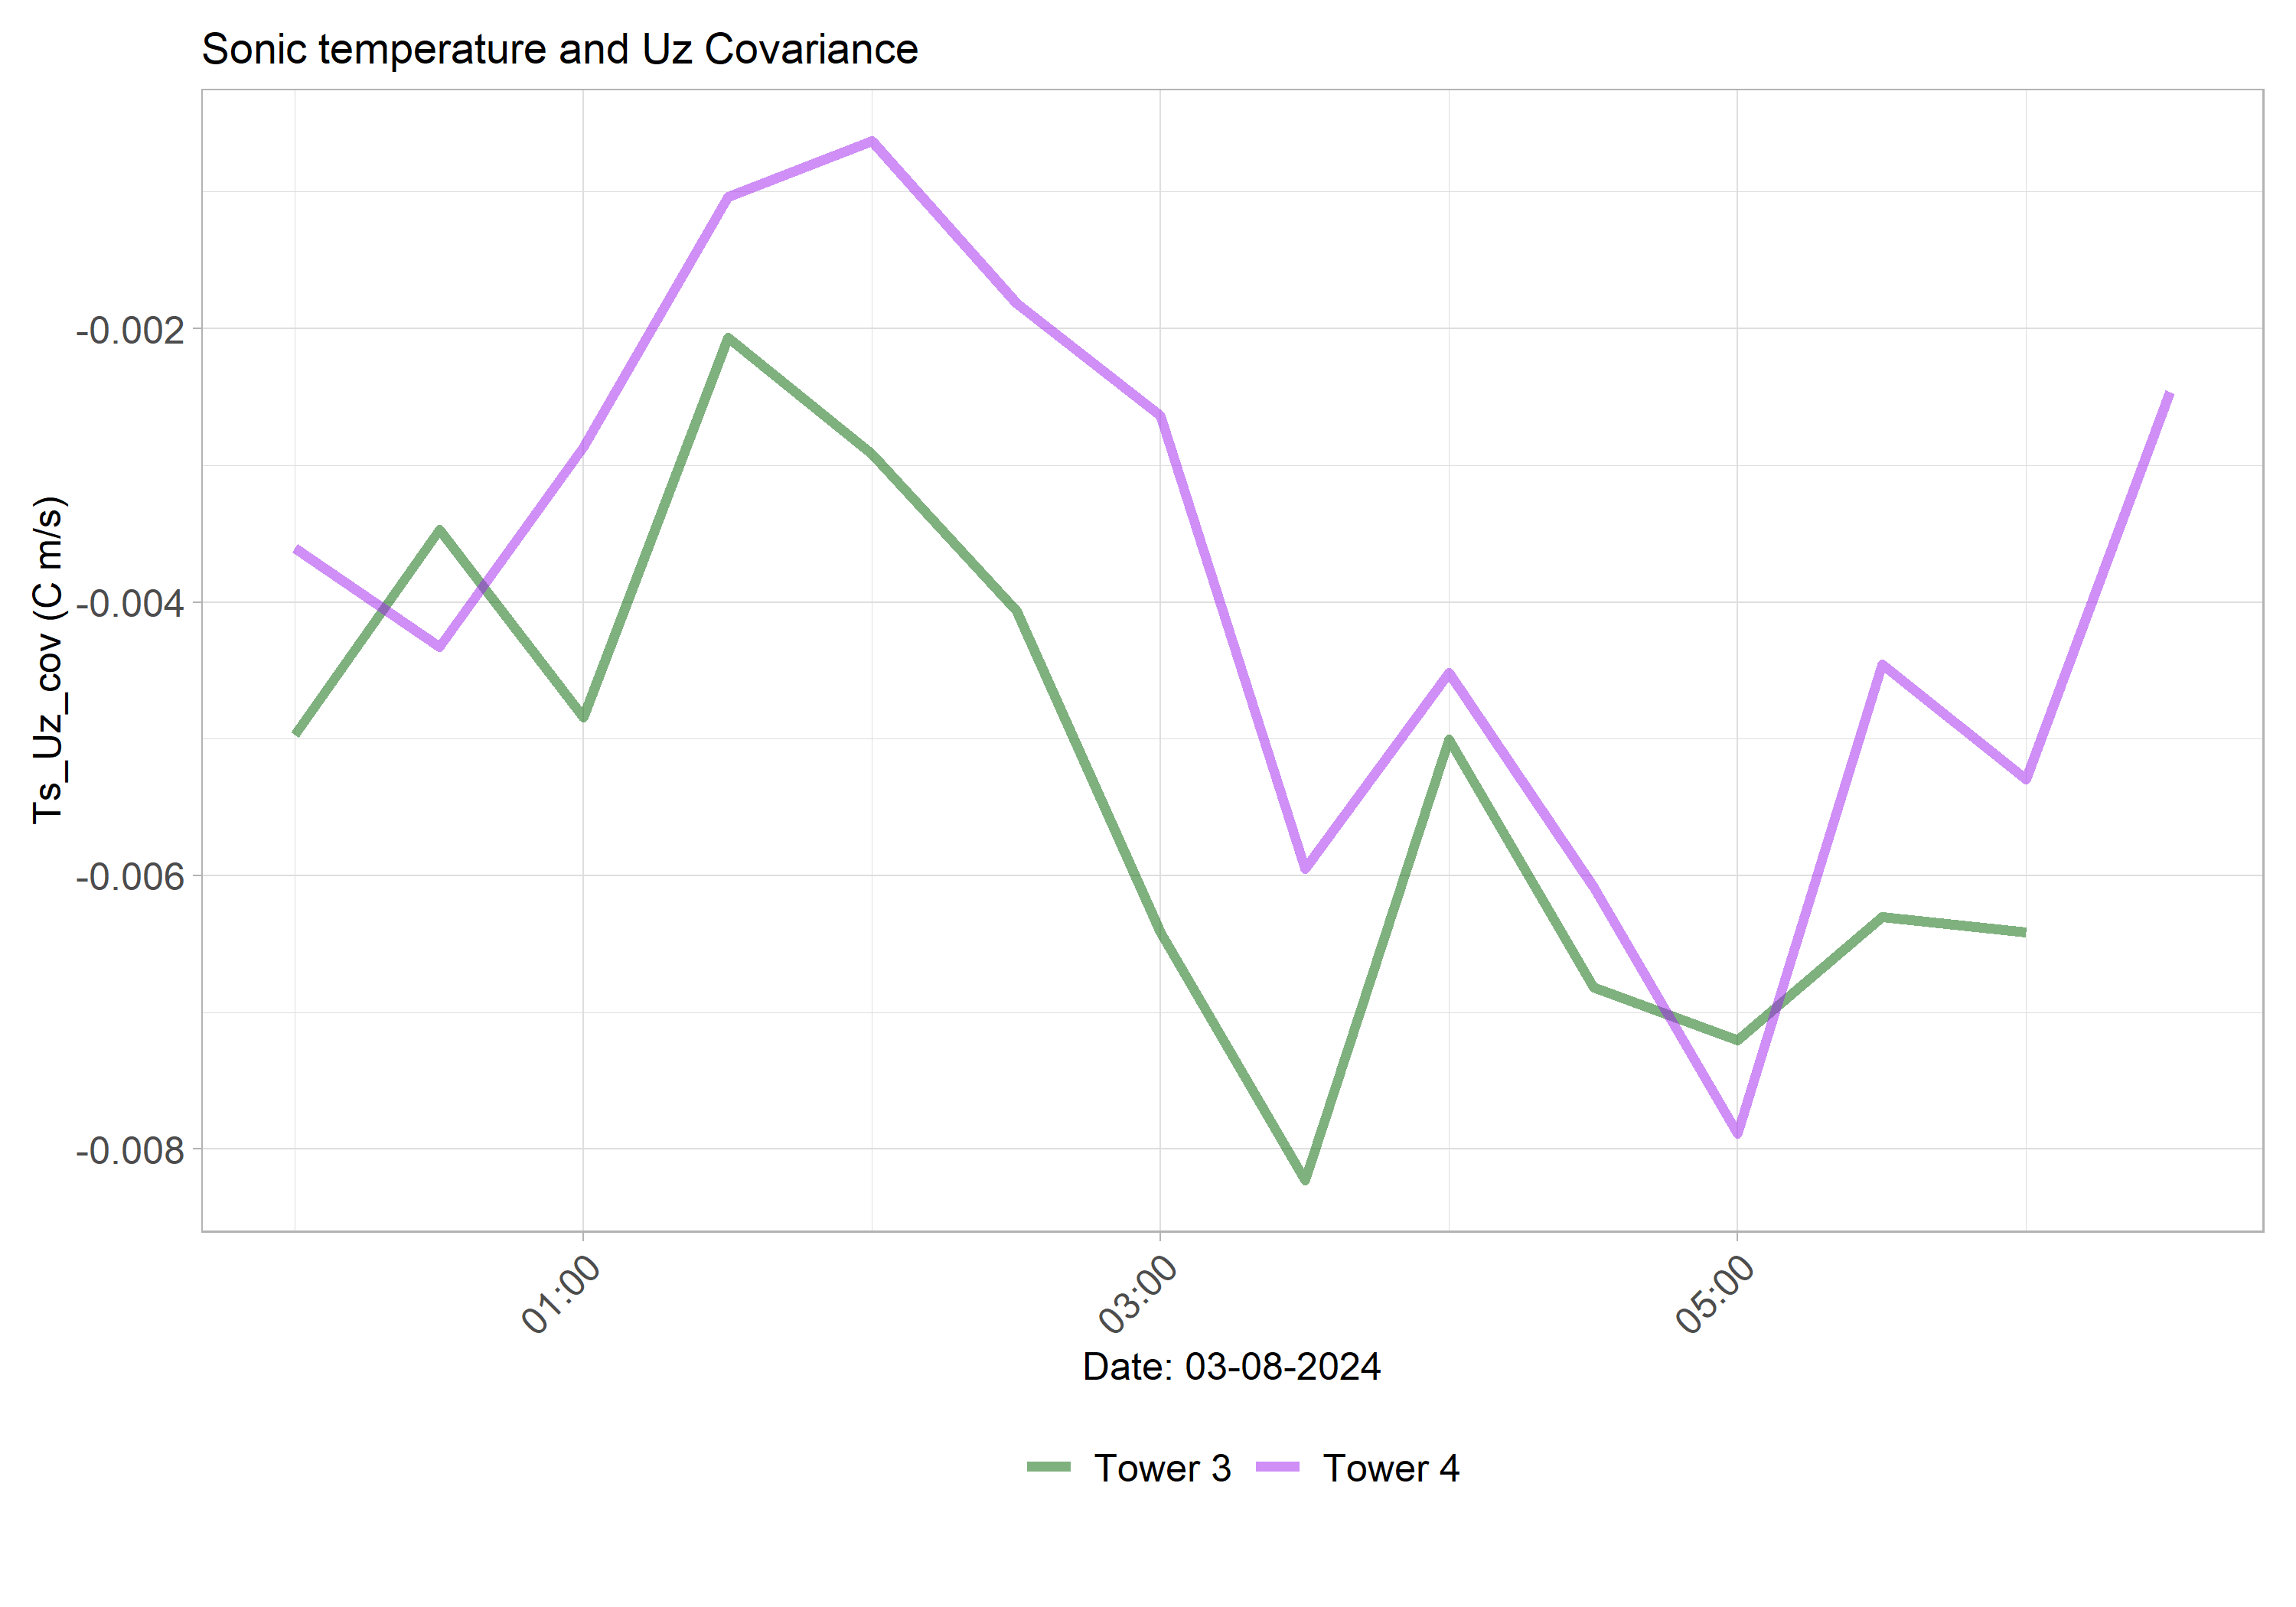 Sonic temperature and Uz Covariance
Ts_Uz_cov (C m/s)
-0.002
-0.004
-0.006
-0.008
01:00
03:00
05:00
Date: 03-08-2024
Tower 3
Tower 4